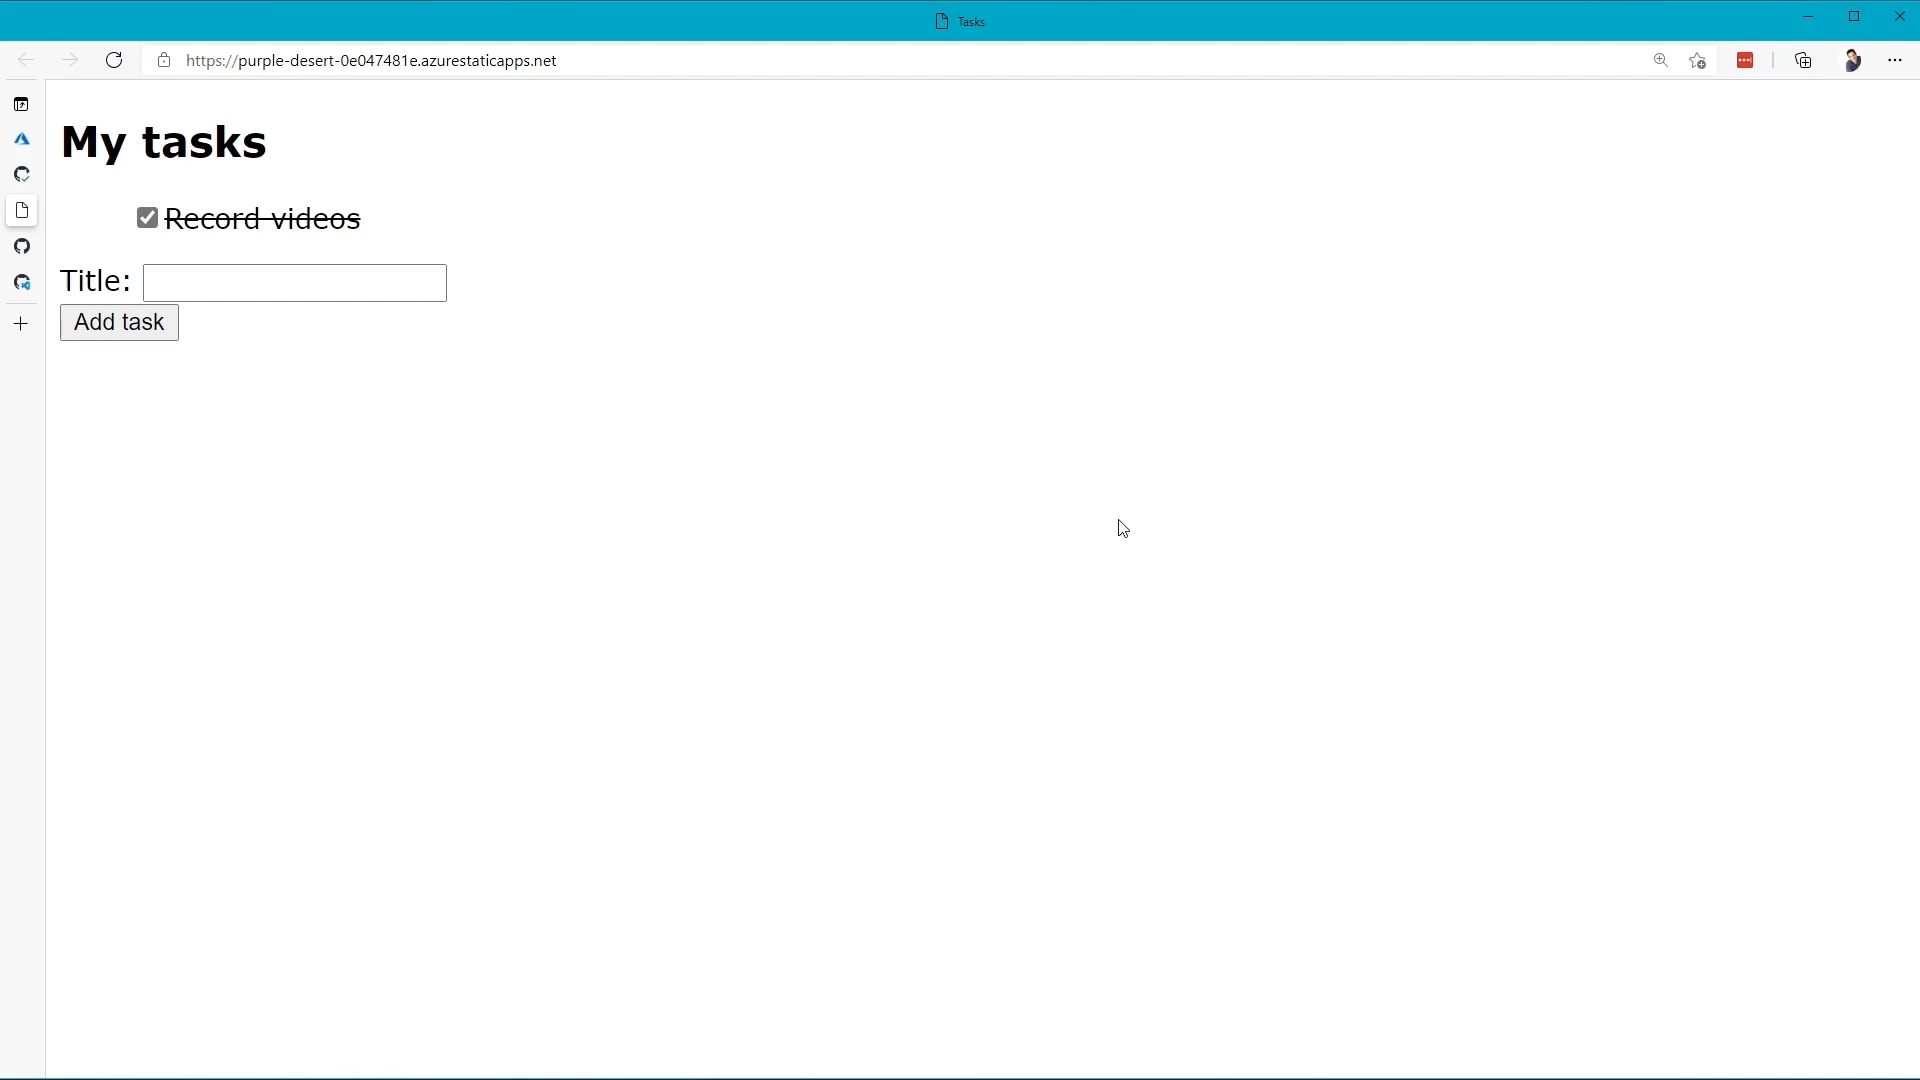 Tasks
https://purple-desert-0e047481e.azurestaticapps.net
My tasks
Record videos
Title:
Add task